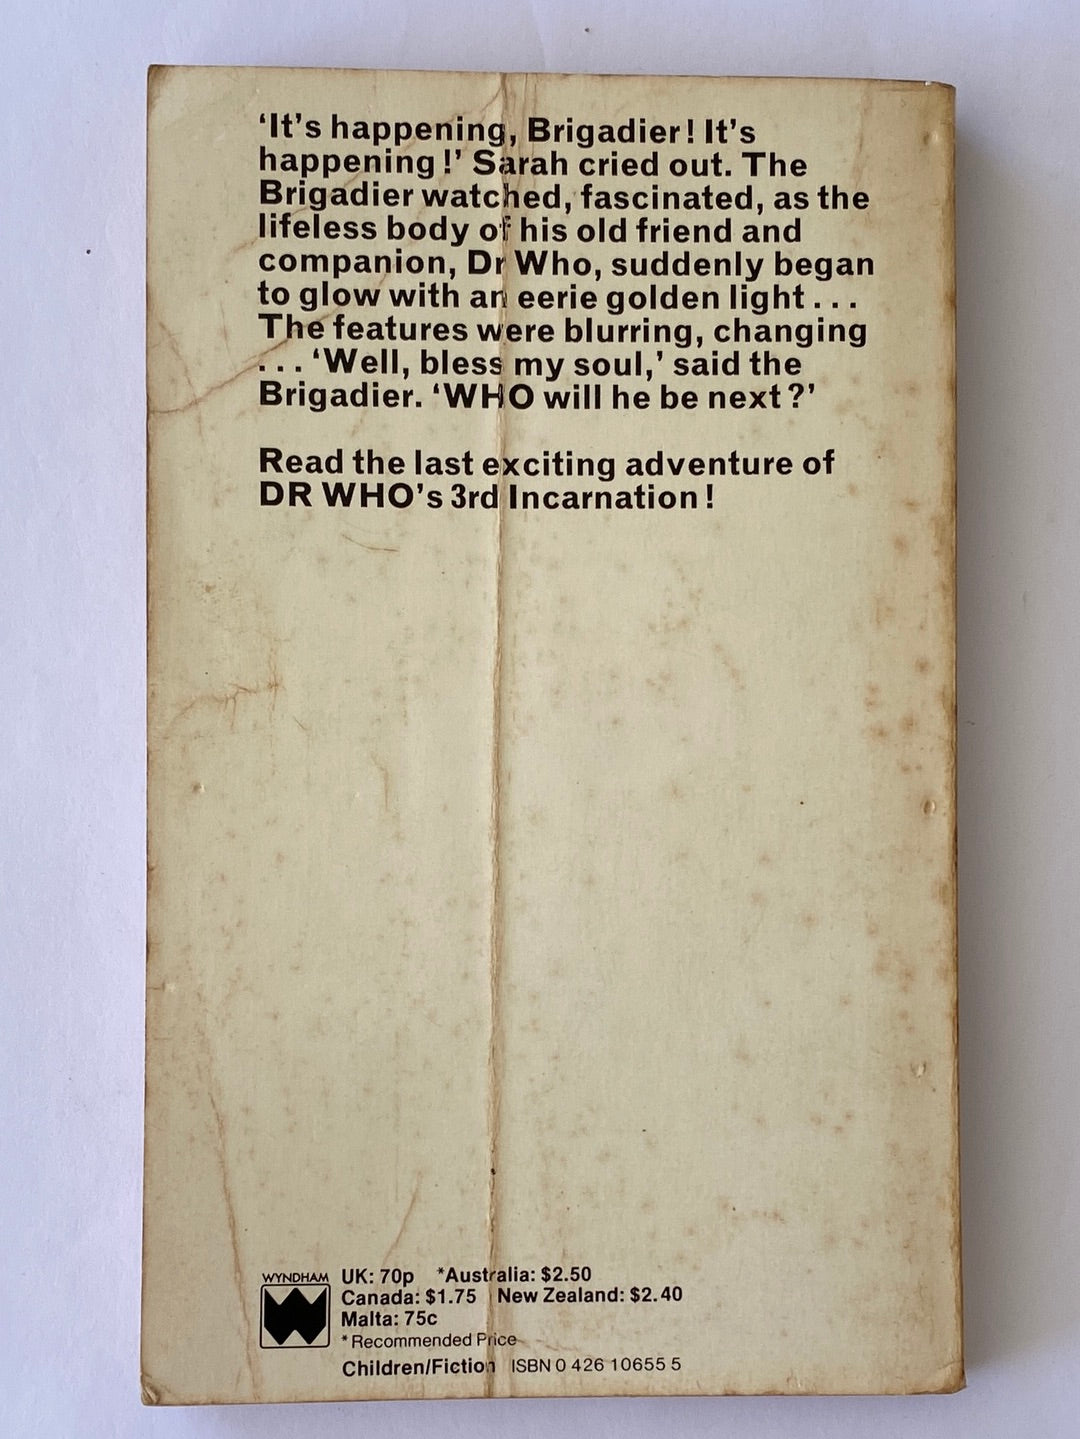 ‘It’s happening, Brigadier! It’s
happening!’ Sarah cried out. The
Brigadier watched, fascinated, as the
lifeless body of his old friend and
companion, Dr Who, suddenly began
to glow with an eerie golden light . . .
The features were blurring, changing
. . . ‘Well, bless my soul,’ said the
Brigadier. ‘WHO will he be next?’
Read the last exciting adventure of
DR WHO’s 3rd Incarnation!
WYNDHAM
UK: 70p *Australia: $2.50
Canada: $1.75 New Zealand: $2.40
Malta: 75c
*Recommended Price
Children/Fiction ISBN 0 426 10655 5